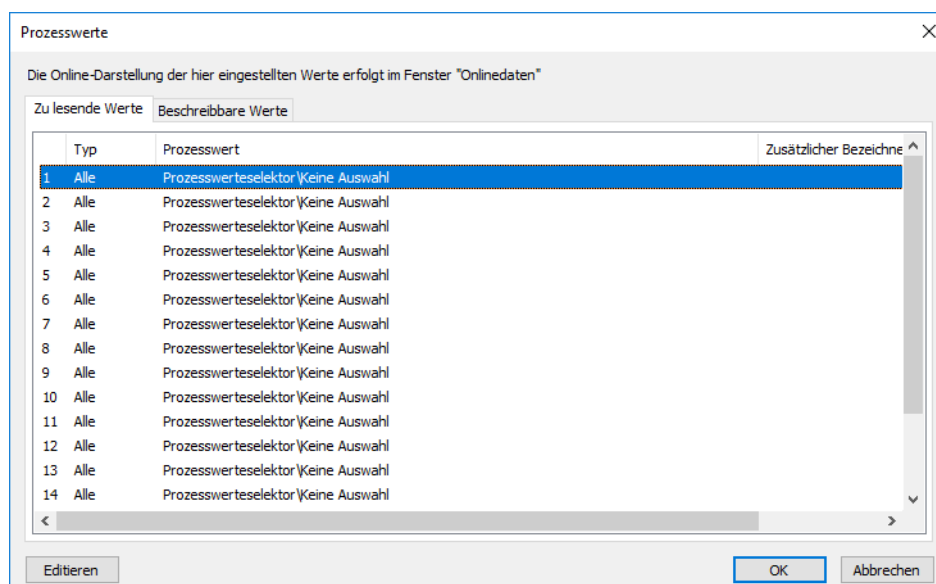 Prozesswerte
Die Online-Darstellung der hier eingestellten Werte erfolgt im Fenster "Onlinedaten"
Zu lesende Werte Beschreibbare Werte
Typ Prozesswert Zusätzlicher Bezeichne
1 Alle Prozesswerteselektor\Keine Auswahl
2 Alle Prozesswerteselektor\Keine Auswahl
3 Alle Prozesswerteselektor\Keine Auswahl
4 Alle Prozesswerteselektor\Keine Auswahl
5 Alle Prozesswerteselektor\Keine Auswahl
6 Alle Prozesswerteselektor\Keine Auswahl
7 Alle Prozesswerteselektor\Keine Auswahl
8 Alle Prozesswerteselektor\Keine Auswahl
9 Alle Prozesswerteselektor\Keine Auswahl
10 Alle Prozesswerteselektor\Keine Auswahl
11 Alle Prozesswerteselektor\Keine Auswahl
12 Alle Prozesswerteselektor\Keine Auswahl
13 Alle Prozesswerteselektor\Keine Auswahl
14 Alle Prozesswerteselektor\Keine Auswahl
Editieren OK Abbrechen